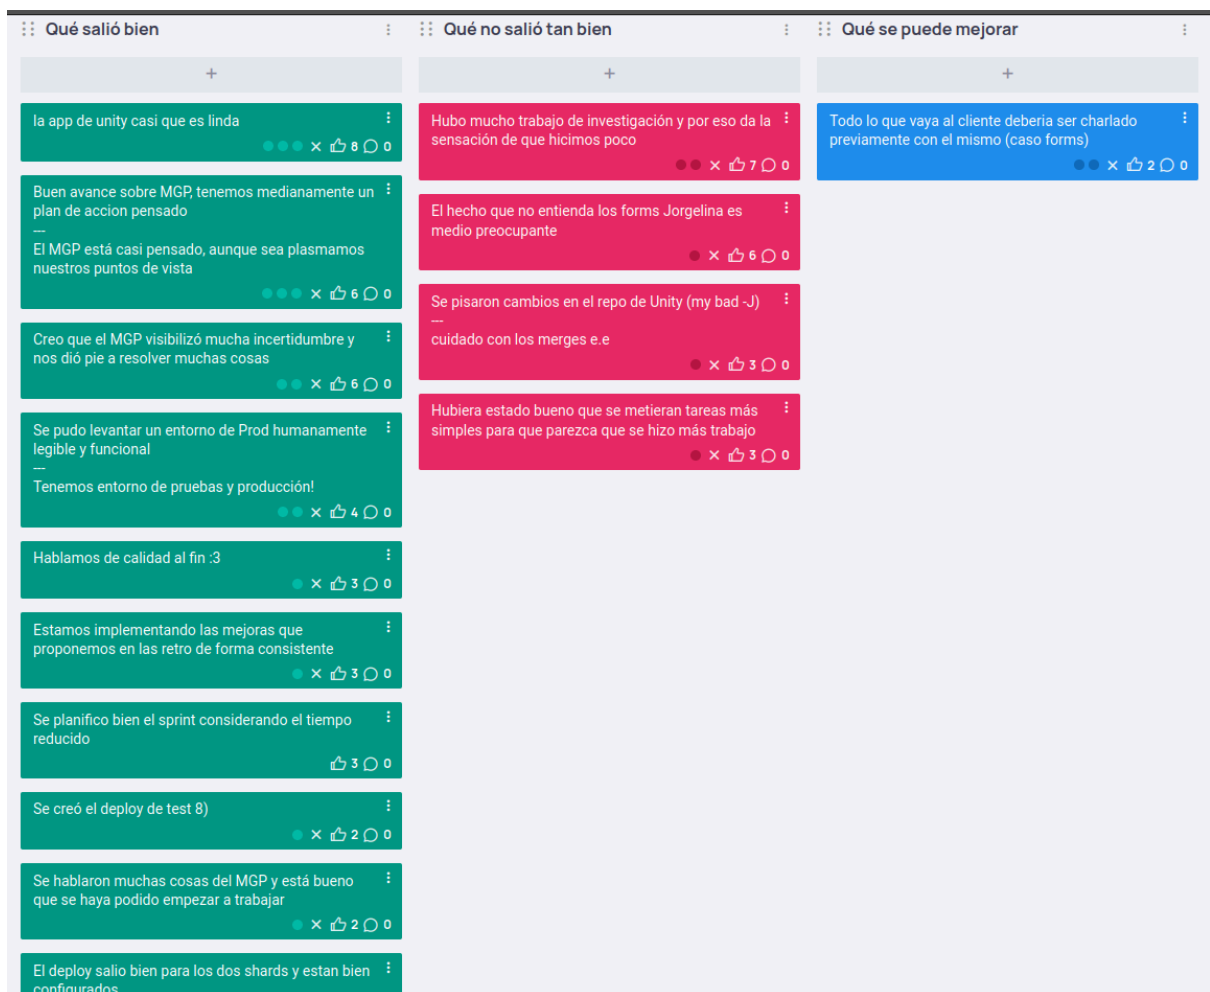 Qué salió bien
+
la app de unity casi que es linda
8 0
Buen avance sobre MGP, tenemos medianamente un
plan de accion pensado
---
El MGP está casi pensado, aunque sea plasmamos
nuestros puntos de vista
6 0
Creo que el MGP visibilizó mucha incertidumbre y
nos dió pie a resolver muchas cosas
6 0
Se pudo levantar un entorno de Prod humanamente
legible y funcional
---
Tenemos entorno de pruebas y producción!
4 0
Hablamos de calidad al fin :3
3 0
Estamos implementando las mejoras que
proponemos en las retro de forma consistente
3 0
Se planifico bien el sprint considerando el tiempo
reducido
3 0
Se creó el deploy de test 8)
2 0
Se hablaron muchas cosas del MGP y está bueno
que se haya podido empezar a trabajar
2 0
El deploy salio bien para los dos shards y estan bien
configurados
Qué no salió tan bien
+
Hubo mucho trabajo de investigación y por eso da la
sensación de que hicimos poco
7 0
El hecho que no entienda los forms Jorgelina es
medio preocupante
6 0
Se pisaron cambios en el repo de Unity (my bad -J)
---
cuidado con los merges e.e
3 0
Hubiera estado bueno que se metieran tareas más
simples para que parezca que se hizo más trabajo
3 0
Qué se puede mejorar
+
Todo lo que vaya al cliente deberia ser charlado
previamente con el mismo (caso forms)
2 0